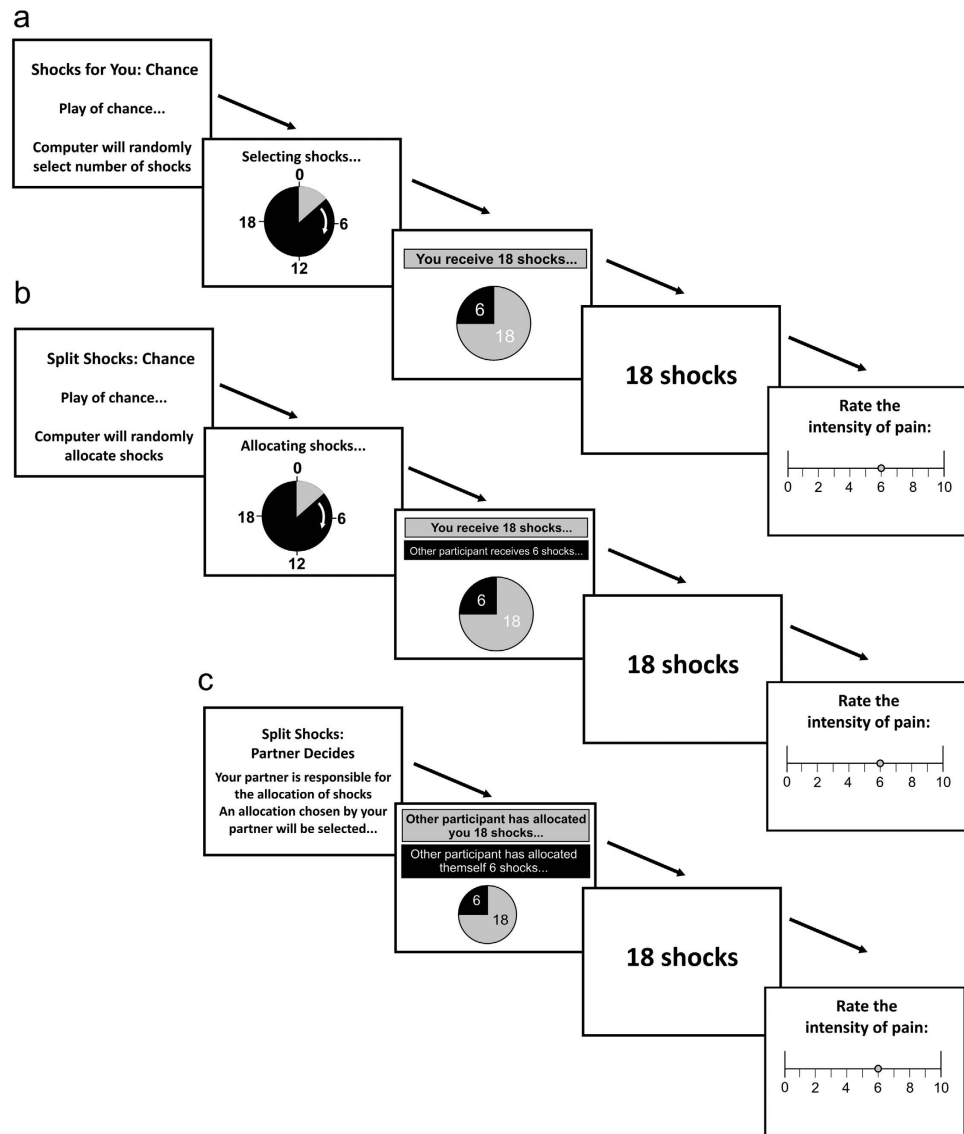 a
Shocks for You: Chance
Play of chance...
Computer will randomly
select number of shocks
Selecting shocks...
0
18
6
12
You receive 18 shocks...
6
18
18 shocks
Rate the
intensity of pain:
0 2 4 6 8 10
b
Split Shocks: Chance
Play of chance...
Computer will randomly
allocate shocks
Allocating shocks...
0
18
6
12
You receive 18 shocks...
Other participant receives 6 shocks...
6
18
18 shocks
Rate the
intensity of pain:
0 2 4 6 8 10
c
Split Shocks:
Partner Decides
Your partner is responsible for
the allocation of shocks
An allocation chosen by your
partner will be selected...
Other participant has allocated
you 18 shocks...
Other participant has allocated
themself 6 shocks...
6
18
18 shocks
Rate the
intensity of pain:
0 2 4 6 8 10